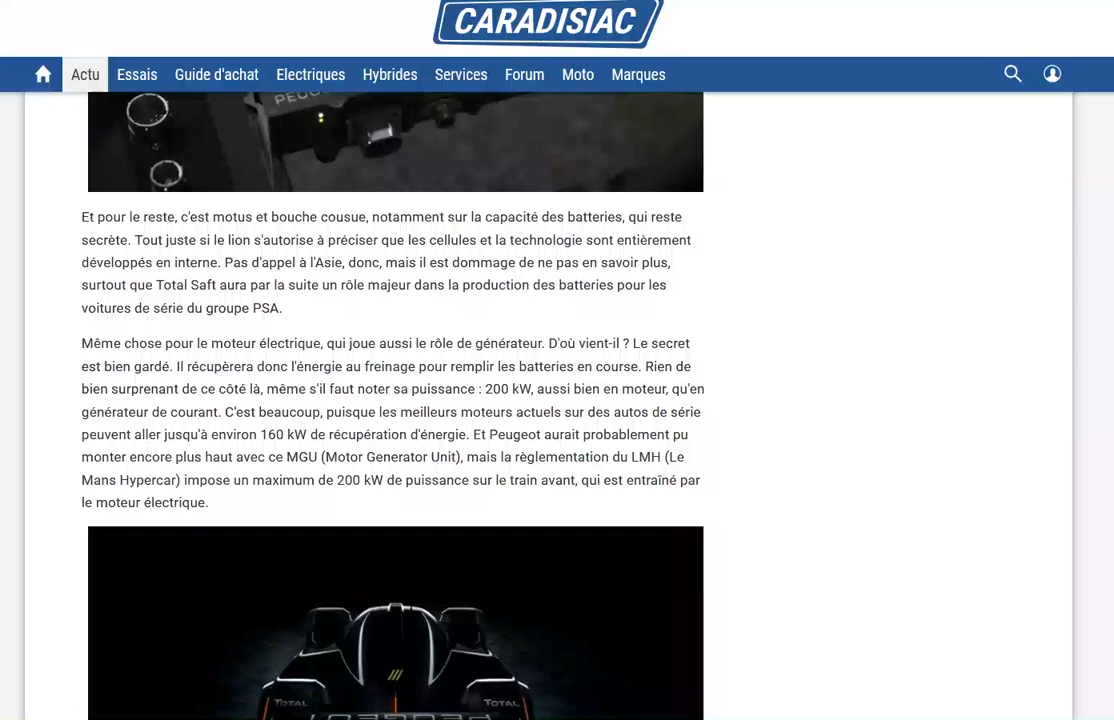 CARADISIAC
Actu Essais Guide d'achat Electriques Hybrides Services Forum Moto Marques
PEUG
Et pour le reste, c'est motus et bouche cousue, notamment sur la capacité des batteries, qui reste
secrète. Tout juste si le lion s'autorise à préciser que les cellules et la technologie sont entièrement
développés en interne. Pas d'appel à l'Asie, donc, mais il est dommage de ne pas en savoir plus,
surtout que Total Saft aura par la suite un rôle majeur dans la production des batteries pour les
voitures de série du groupe PSA.
Même chose pour le moteur électrique, qui joue aussi le rôle de générateur. D'où vient-il ? Le secret
est bien gardé. Il récupèrera donc l'énergie au freinage pour remplir les batteries en course. Rien de
bien surprenant de ce côté là, même s'il faut noter sa puissance : 200 kW, aussi bien en moteur, qu'en
générateur de courant. C'est beaucoup, puisque les meilleurs moteurs actuels sur des autos de série
peuvent aller jusqu'à environ 160 kW de récupération d'énergie. Et Peugeot aurait probablement pu
monter encore plus haut avec ce MGU (Motor Generator Unit), mais la règlementation du LMH (Le
Mans Hypercar) impose un maximum de 200 kW de puissance sur le train avant, qui est entraîné par
le moteur électrique.
TOTAL TOTAL